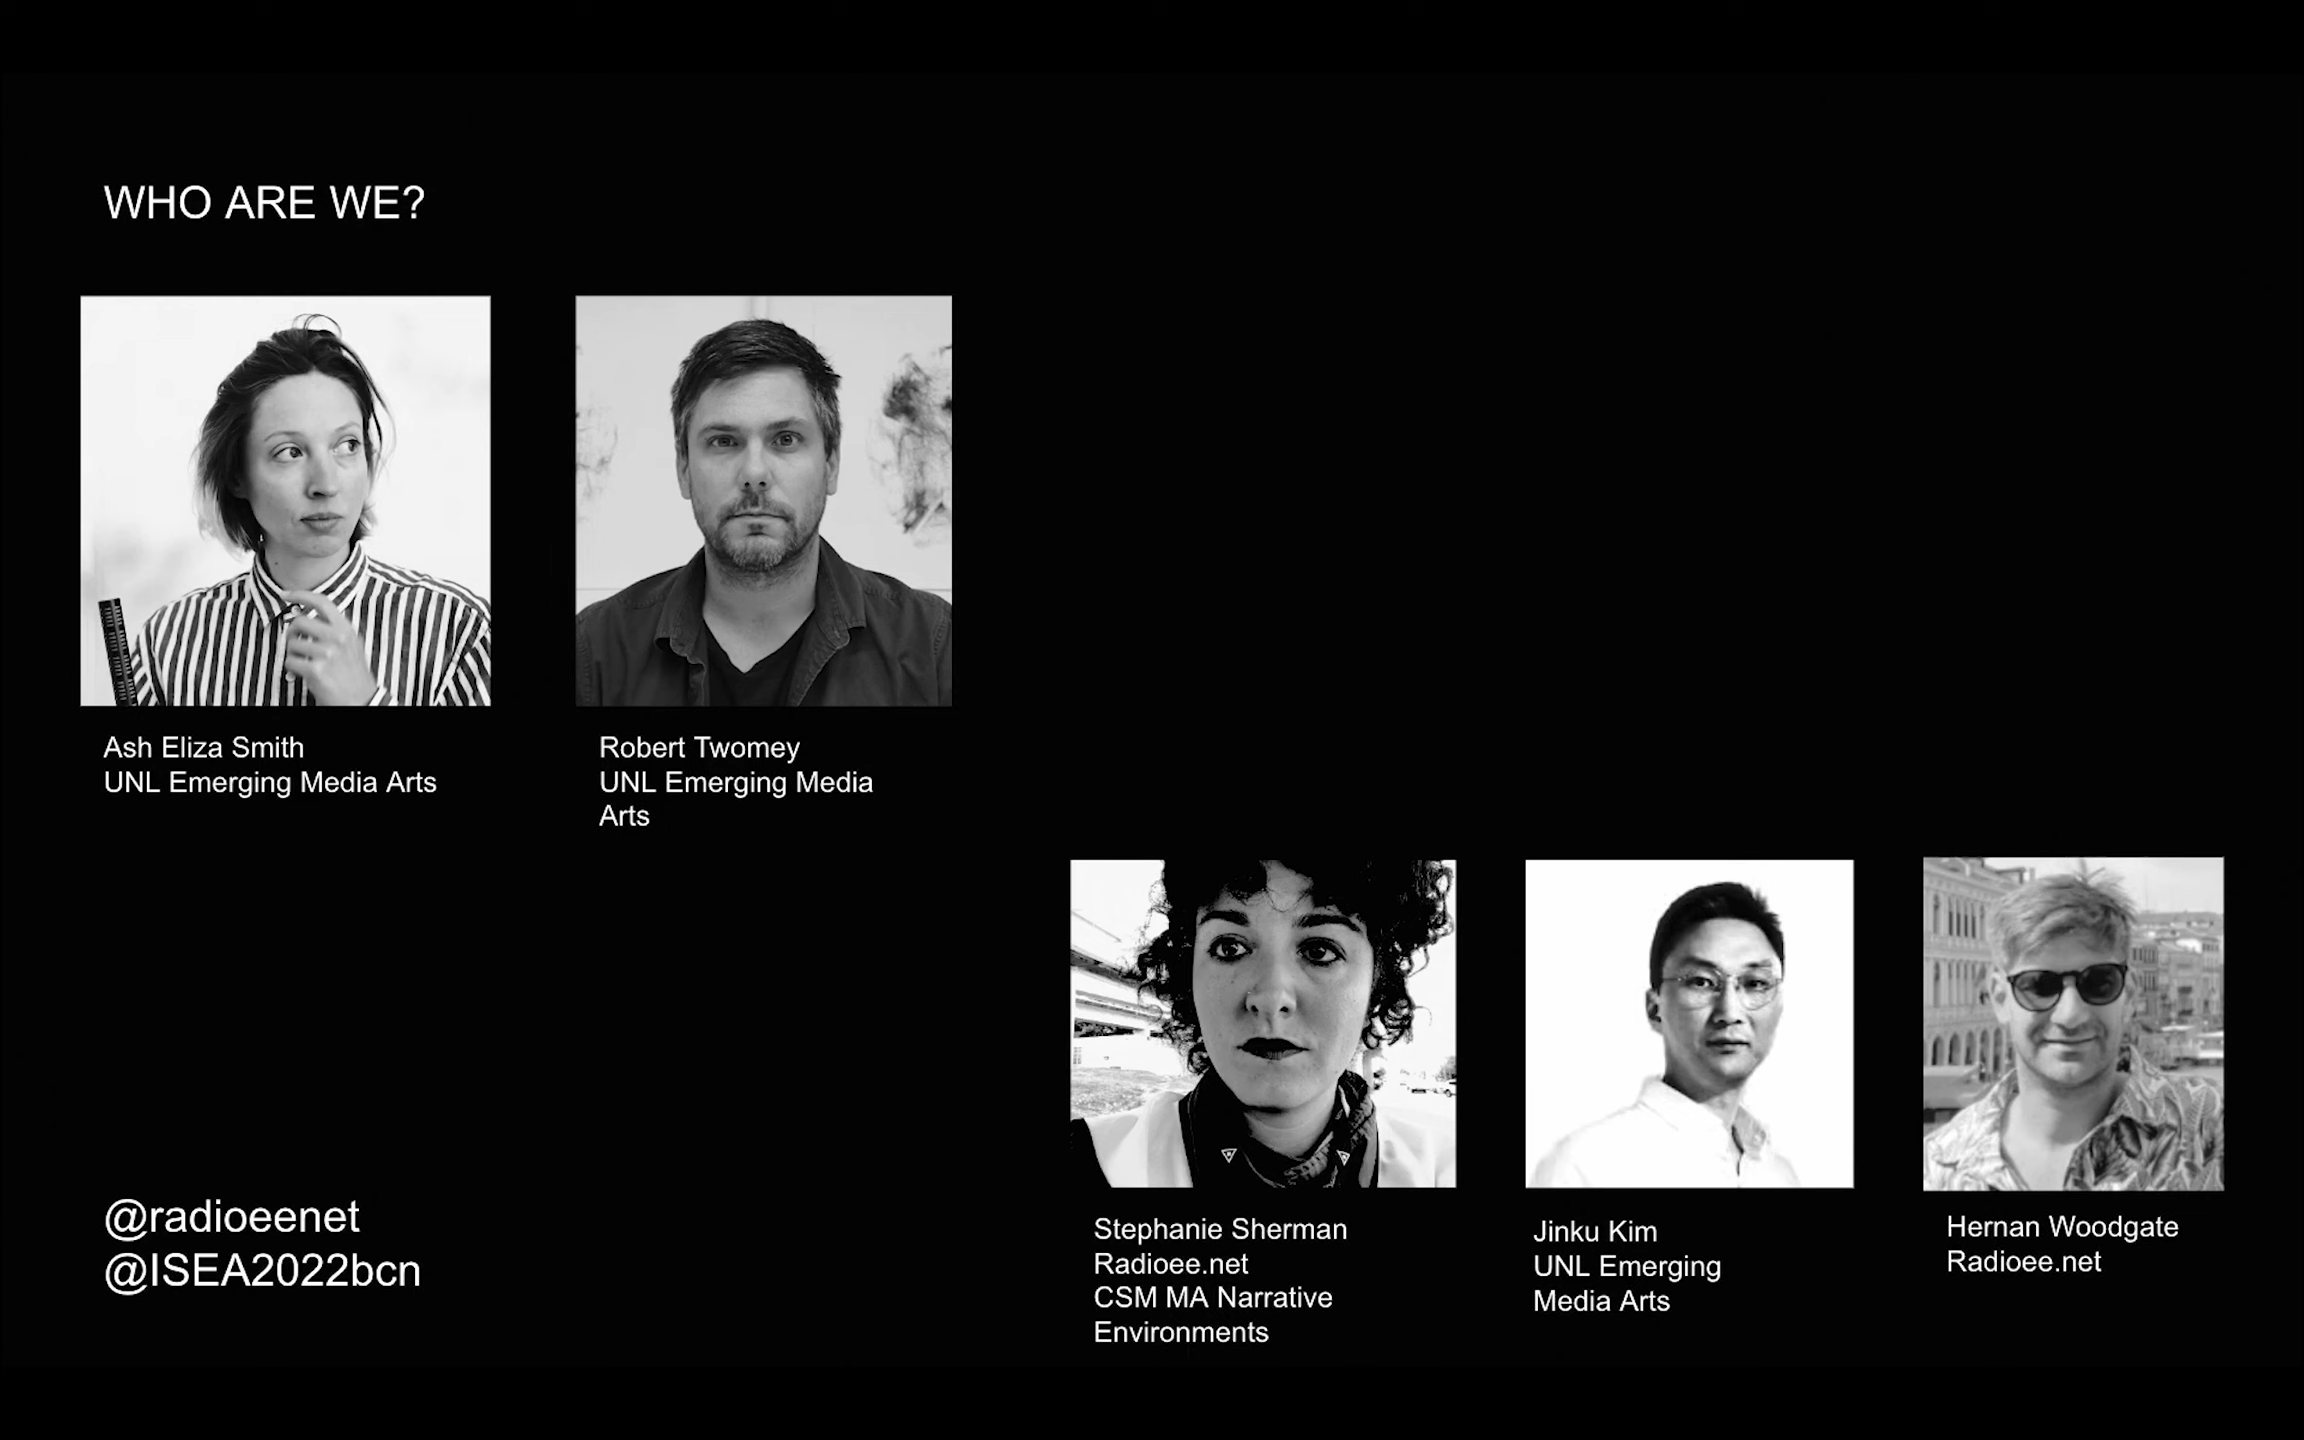 WHO ARE WE?
Ash Eliza Smith
UNL Emerging Media Arts
Robert Twomey
UNL Emerging Media
Arts
Stephanie Sherman
Radioee.net
CSM MA Narrative
Environments
Jinku Kim
UNL Emerging
Media Arts
Hernan Woodgate
Radioee.net
@radioeenet
@ISEA2022bcn